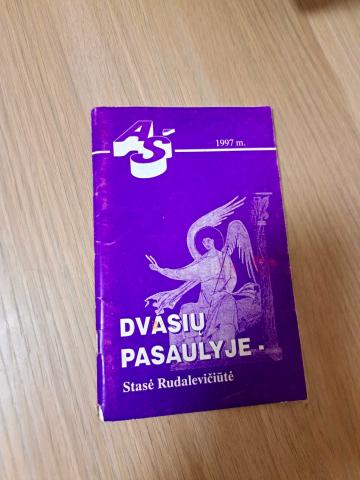 AŠ
1997 m.
DVASIŲ
PASAULYJE -
Stasė Rudalevičiūtė